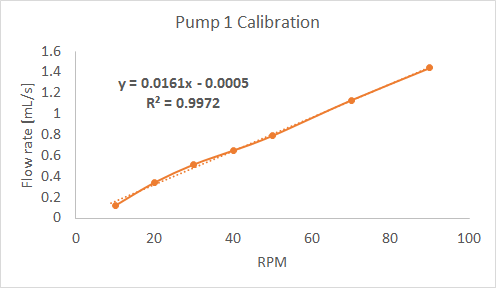 Pump 1 Calibration
y = 0.0161x - 0.0005
R² = 0.9972
Flow rate [mL/s]
1.6
1.4
1.2
1
0.8
0.6
0.4
0.2
0
0 20 40 60 80 100
RPM